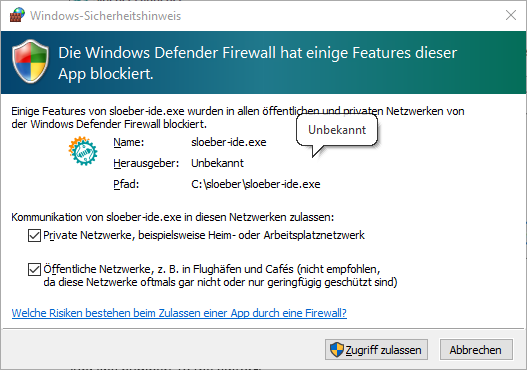 Windows-Sicherheitshinweis
Die Windows Defender Firewall hat einige Features dieser
App blockiert.
Einige Features von sloeber-ide.exe wurden in allen öffentlichen und privaten Netzwerken von
der Windows Defender Firewall blockiert.
Unbekannt
Name: sloeber-ide.exe
Herausgeber: Unbekannt
Pfad: C:\sloeber\sloeber-ide.exe
Kommunikation von sloeber-ide.exe in diesen Netzwerken zulassen:
Private Netzwerke, beispielsweise Heim- oder Arbeitsplatznetzwerk
Öffentliche Netzwerke, z. B. in Flughäfen und Cafés (nicht empfohlen,
da diese Netzwerke oftmals gar nicht oder nur geringfügig geschützt sind)
Welche Risiken bestehen beim Zulassen einer App durch eine Firewall?
Zugriff zulassen Abbrechen